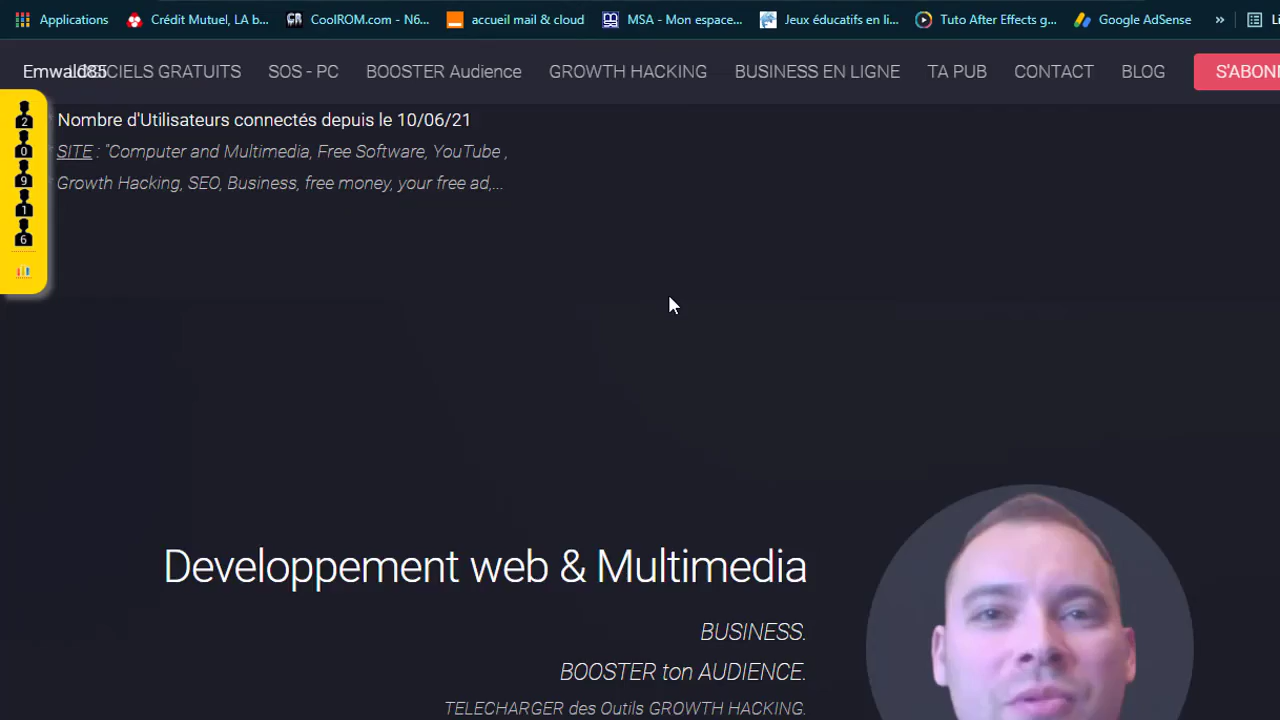 Applications Crédit Mutuel, LA b... CoolROM.com - N6... accueil mail & cloud MSA - Mon espace... Jeux éducatifs en li... Tuto After Effects g... Google AdSense » Li
Emwald85 LOGICIELS GRATUITS SOS - PC BOOSTER Audience GROWTH HACKING BUSINESS EN LIGNE TA PUB CONTACT BLOG S'ABONN
2
0
9
1
6
Nombre d'Utilisateurs connectés depuis le 10/06/21
SITE : "Computer and Multimedia, Free Software, YouTube ,
Growth Hacking, SEO, Business, free money, your free ad,...
Developpement web & Multimedia
BUSINESS.
BOOSTER ton AUDIENCE.
TELECHARGER des Outils GROWTH HACKING.